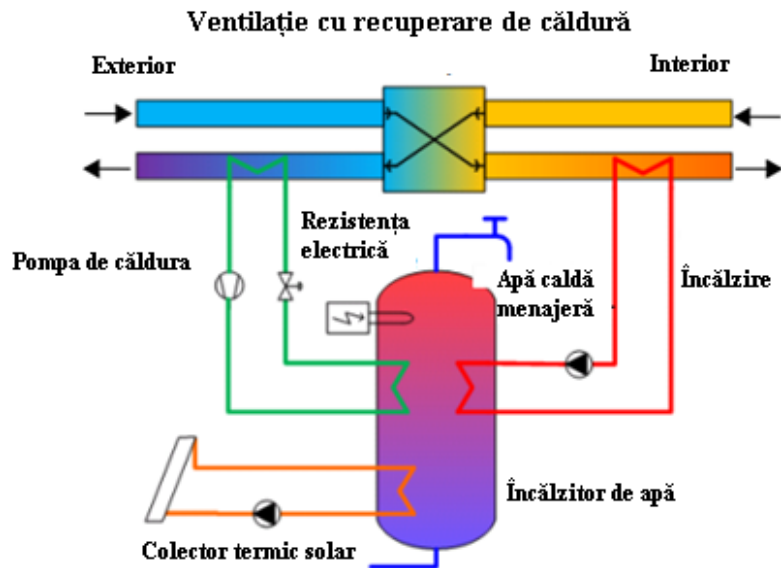 Ventilație cu recuperare de căldură
Exterior
Interior
Rezistența
electrică
Pompa de căldura
Apă caldă
menajeră
Încălzire
Încălzitor de apă
Colector termic solar